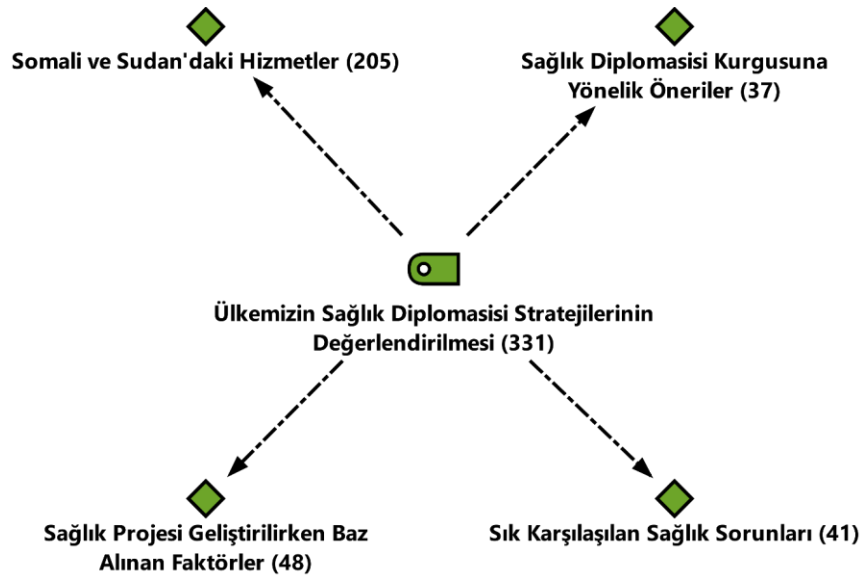 Somali ve Sudan'daki Hizmetler (205)
Sağlık Diplomasisi Kurgusuna
Yönelik Öneriler (37)
Ülkemizin Sağlık Diplomasisi Stratejilerinin
Değerlendirilmesi (331)
Sağlık Projesi Geliştirilirken Baz
Alınan Faktörler (48)
Sık Karşılaşılan Sağlık Sorunları (41)